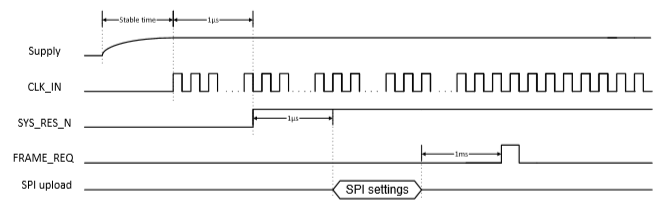 Stable time 1μs
Supply
CLK_IN
SYS_RES_N 1μs
FRAME_REQ 1ms
SPI upload SPI settings